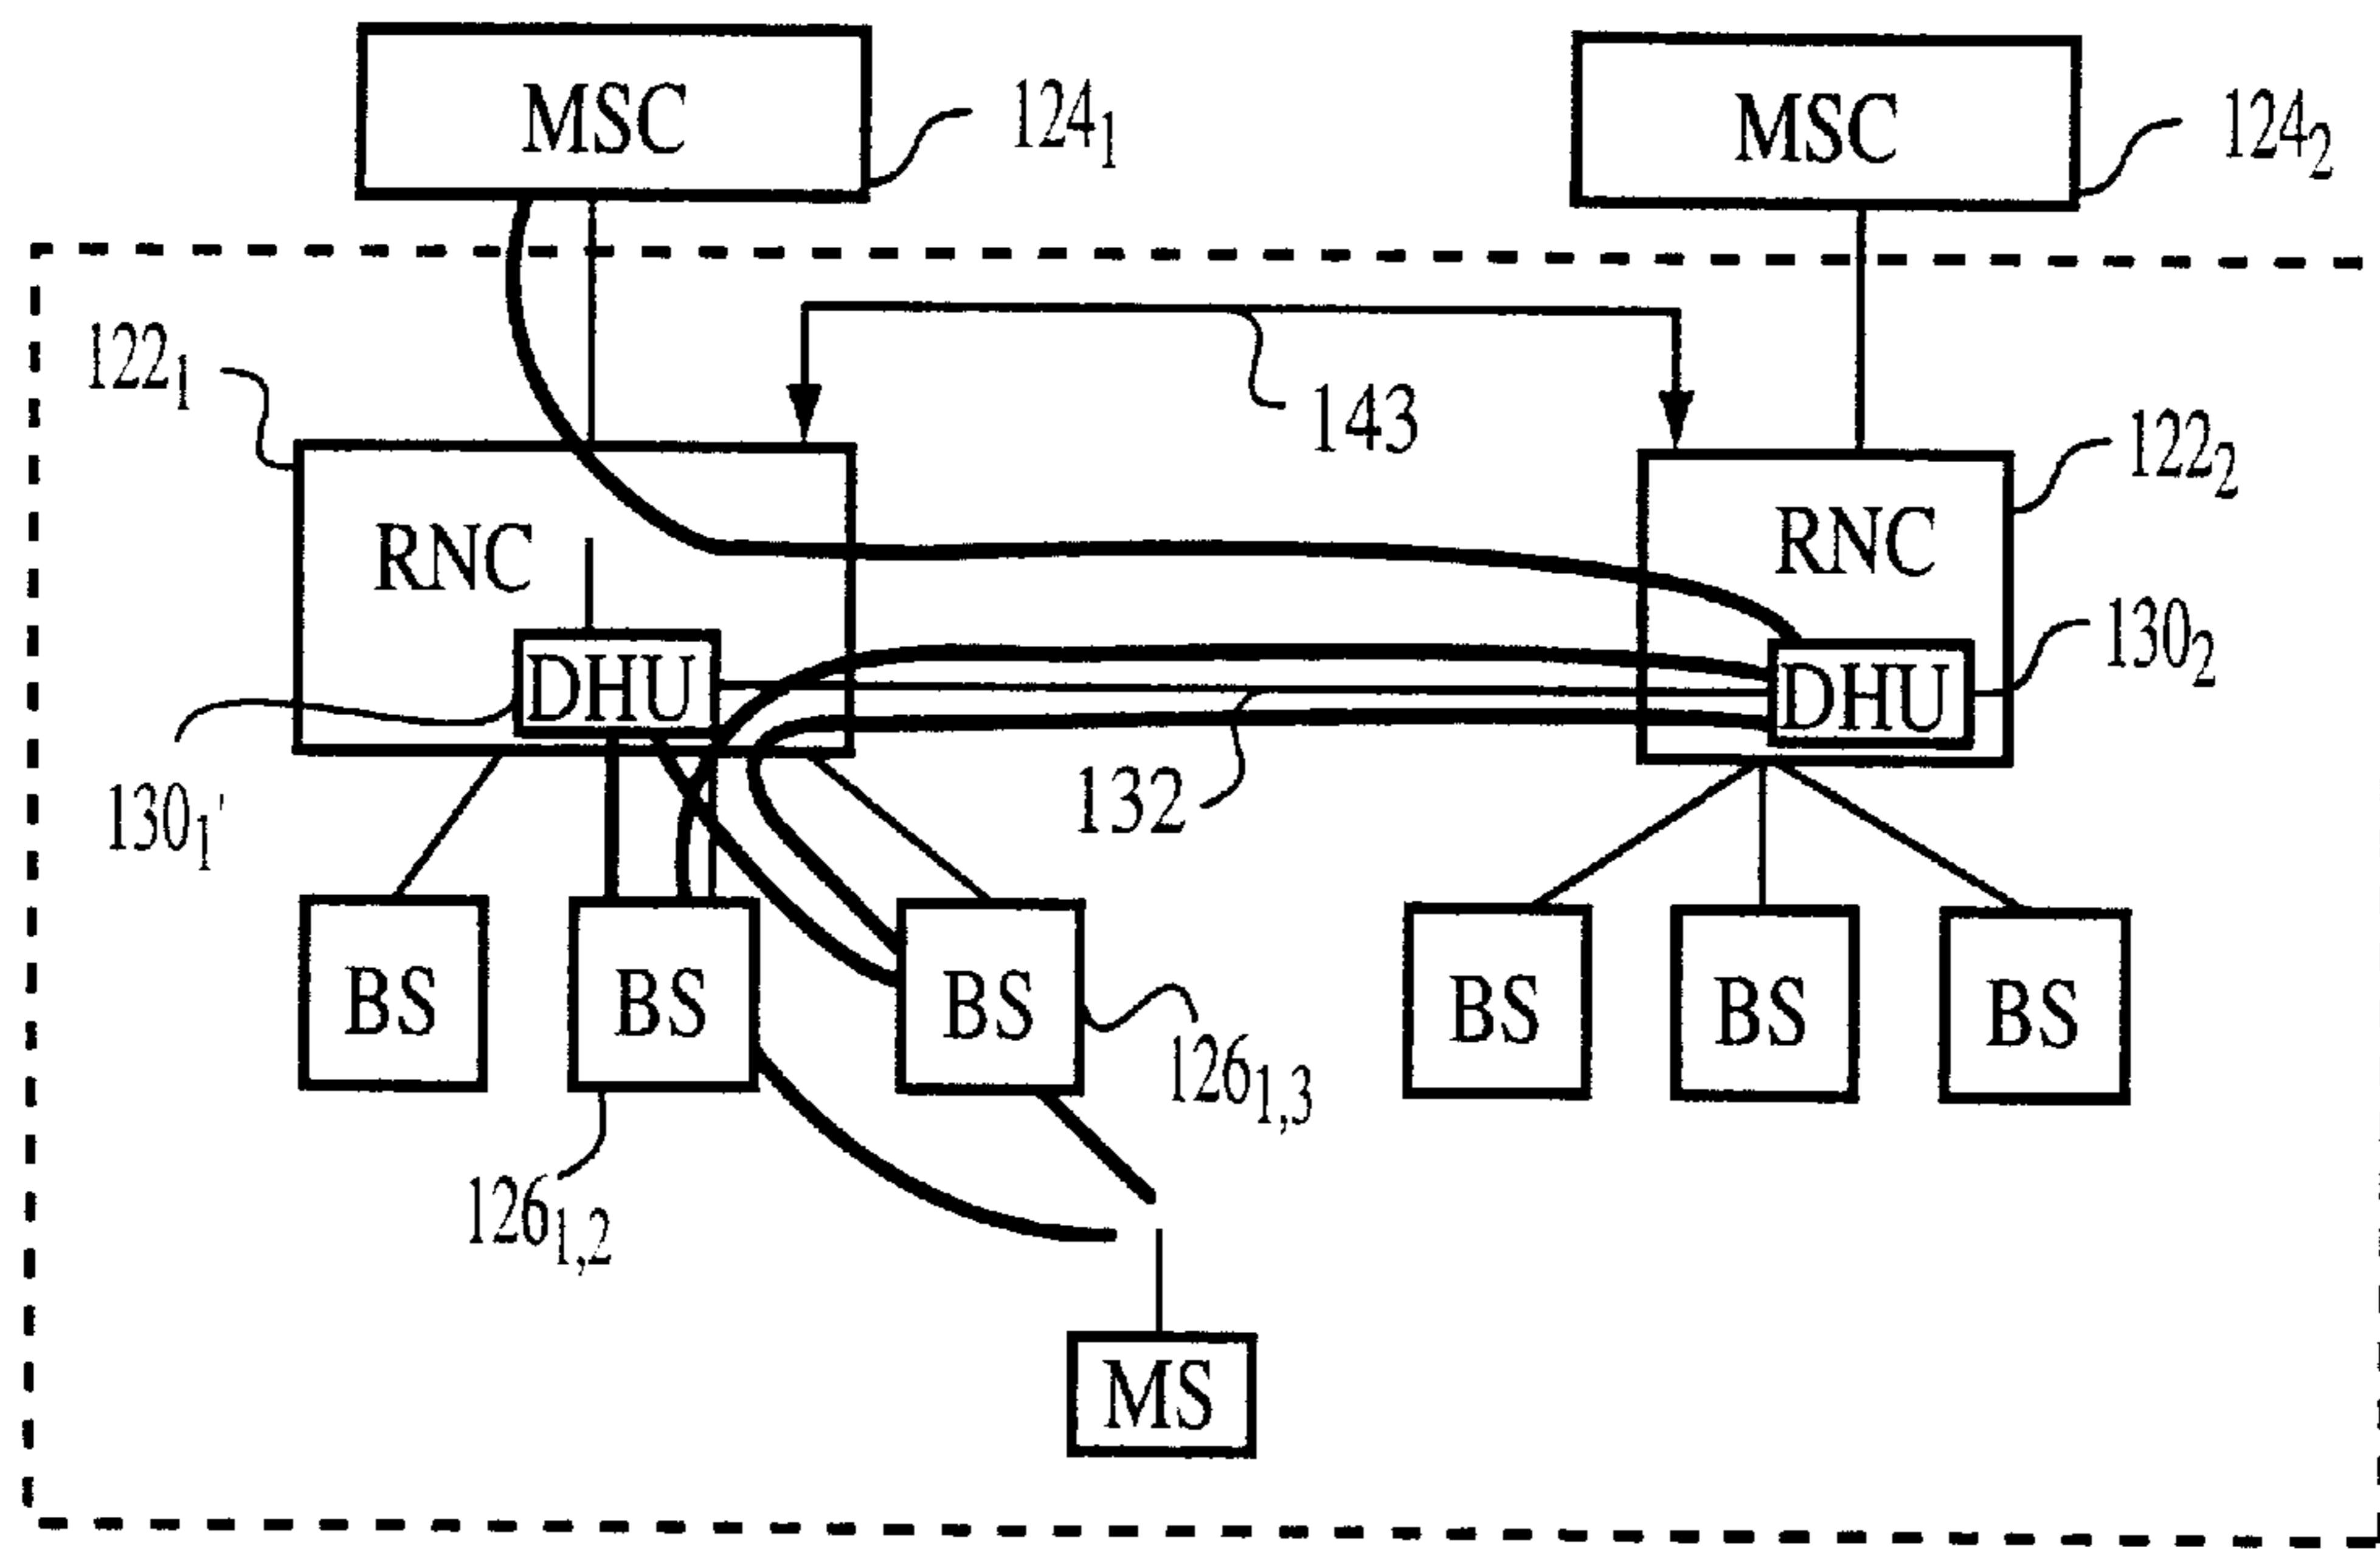 MSC
124₁
MSC
124₂
122₁
143
122₂
RNC
RNC
DHU
DHU
130₂
130₁'
132
BS
BS
BS
BS
BS
BS
126₁,₃
126₁,₂
MS